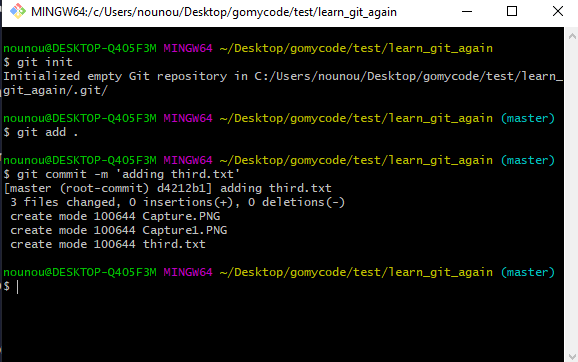 MINGW64:/c/Users/nounou/Desktop/gomycode/test/learn_git_again
nounou@DESKTOP-Q405F3M MINGW64 ~/Desktop/gomycode/test/learn_git_again
$ git init
Initialized empty Git repository in C:/Users/nounou/Desktop/gomycode/test/learn_
git_again/.git/
nounou@DESKTOP-Q405F3M MINGW64 ~/Desktop/gomycode/test/learn_git_again (master)
$ git add .
nounou@DESKTOP-Q405F3M MINGW64 ~/Desktop/gomycode/test/learn_git_again (master)
$ git commit -m 'adding third.txt'
[master (root-commit) d4212b1] adding third.txt
 3 files changed, 0 insertions(+), 0 deletions(-)
 create mode 100644 Capture.PNG
 create mode 100644 Capture1.PNG
 create mode 100644 third.txt
nounou@DESKTOP-Q405F3M MINGW64 ~/Desktop/gomycode/test/learn_git_again (master)
$